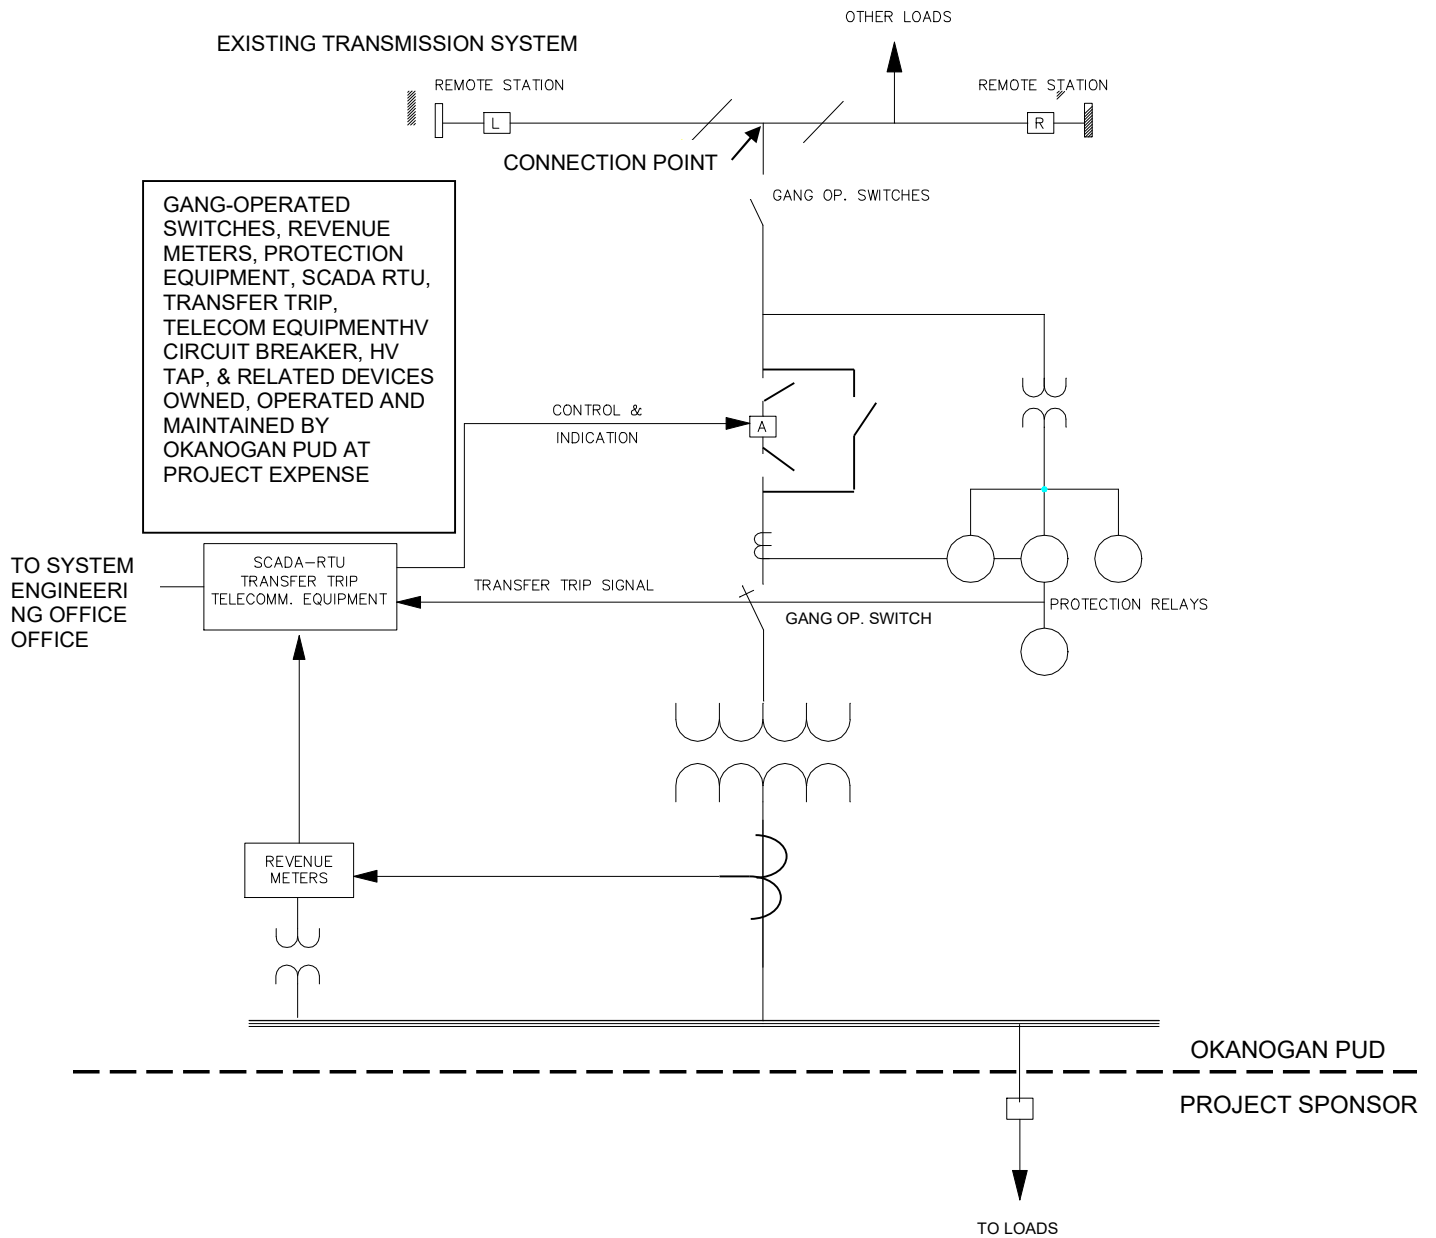 OTHER LOADS
EXISTING TRANSMISSION SYSTEM
REMOTE STATION
REMOTE STATION
L
R
CONNECTION POINT
GANG OP. SWITCHES
GANG-OPERATED
SWITCHES, REVENUE
METERS, PROTECTION
EQUIPMENT, SCADA RTU,
TRANSFER TRIP,
TELECOM EQUIPMENTHV
CIRCUIT BREAKER, HV
TAP, & RELATED DEVICES
OWNED, OPERATED AND
MAINTAINED BY
OKANOGAN PUD AT
PROJECT EXPENSE
CONTROL &
INDICATION
A
TO SYSTEM
ENGINEERI
NG OFFICE
OFFICE
SCADA-RTU
TRANSFER TRIP
TELECOMM. EQUIPMENT
TRANSFER TRIP SIGNAL
GANG OP. SWITCH
PROTECTION RELAYS
REVENUE
METERS
OKANOGAN PUD
PROJECT SPONSOR
TO LOADS